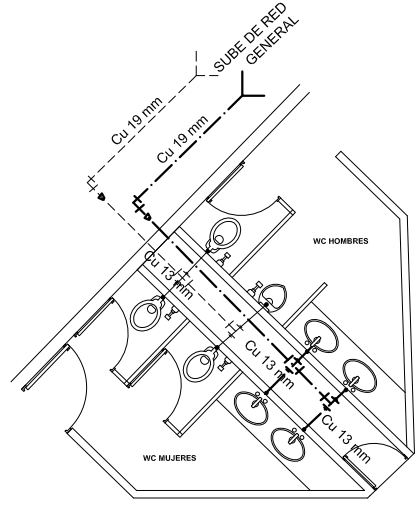 SUBE DE RED
GENERAL
Cu 19 mm
Cu 19 mm
WC HOMBRES
Cu 13 mm
Cu 13 mm
Cu 13 mm
WC MUJERES